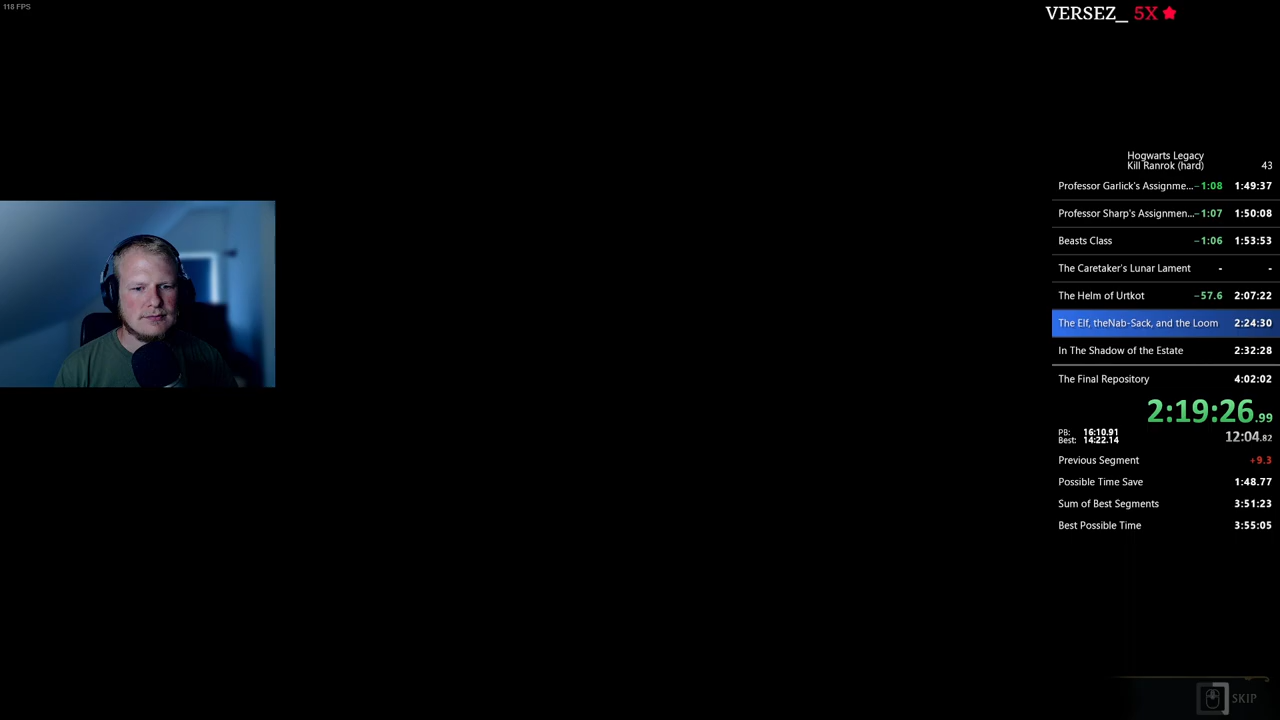 118 FPS
VERSEZ_ 5X
Hogwarts Legacy
Kill Ranrok (hard) 43
Professor Garlick's Assignme... −1:08 1:49:37
Professor Sharp's Assignmen... −1:07 1:50:08
Beasts Class −1:06 1:53:53
The Caretaker's Lunar Lament - -
The Helm of Urtkot −57.6 2:07:22
The Elf, theNab-Sack, and the Loom 2:24:30
In The Shadow of the Estate 2:32:28
The Final Repository 4:02:02
2:19:26.99
PB: 16:10.91
Best: 14:22.14
12:04.82
Previous Segment +9.3
Possible Time Save 1:48.77
Sum of Best Segments 3:51:23
Best Possible Time 3:55:05
SKIP